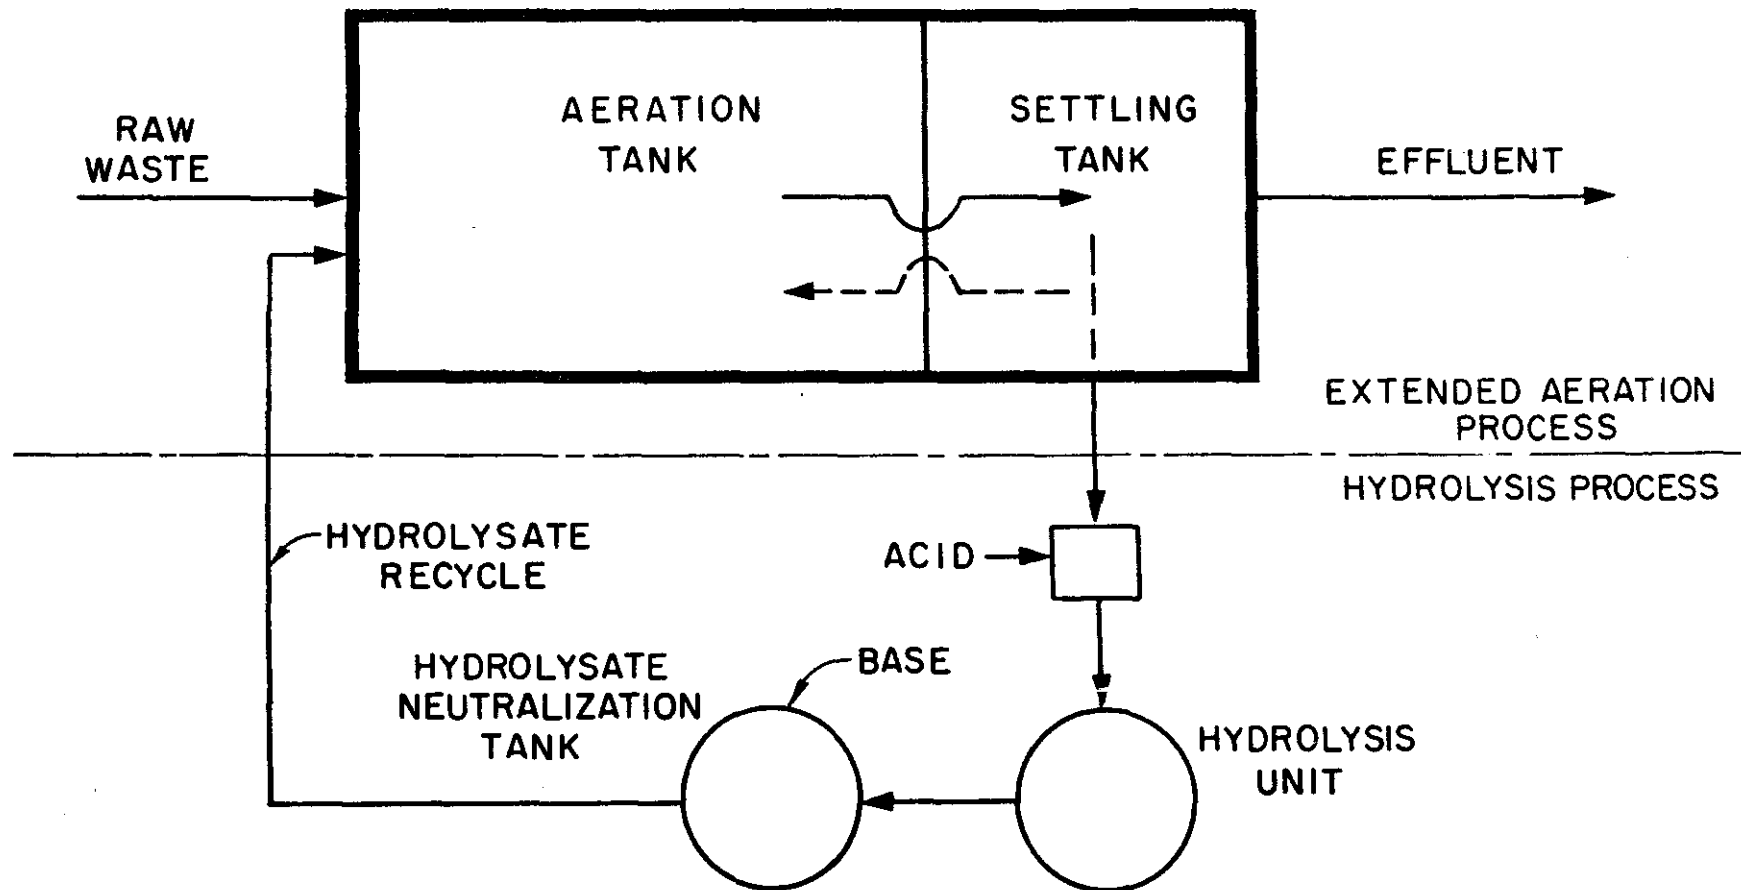 RAW
WASTE
AERATION
TANK
SETTLING
TANK
EFFLUENT
EXTENDED AERATION
PROCESS
HYDROLYSIS PROCESS
HYDROLYSATE
RECYCLE
ACID
HYDROLYSATE
NEUTRALIZATION
TANK
BASE
HYDROLYSIS
UNIT